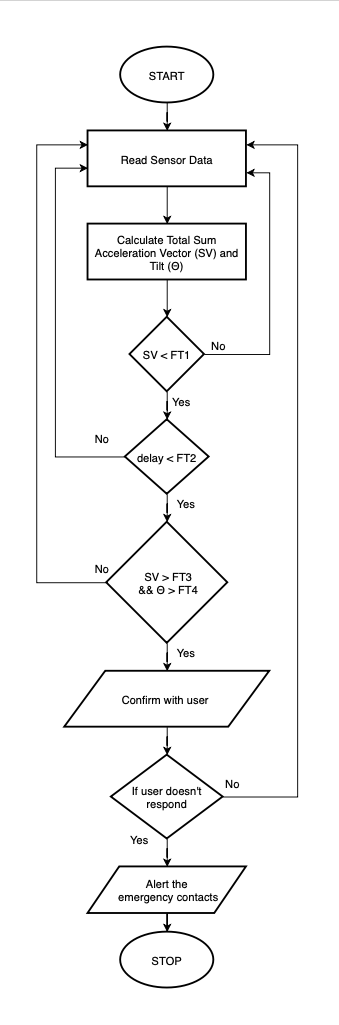 START
Read Sensor Data
Calculate Total Sum
Acceleration Vector (SV) and
Tilt (Θ)
SV < FT1
No
Yes
No
delay < FT2
Yes
No
SV > FT3
&& Θ > FT4
Yes
Confirm with user
If user doesn't
respond
No
Yes
Alert the
emergency contacts
STOP